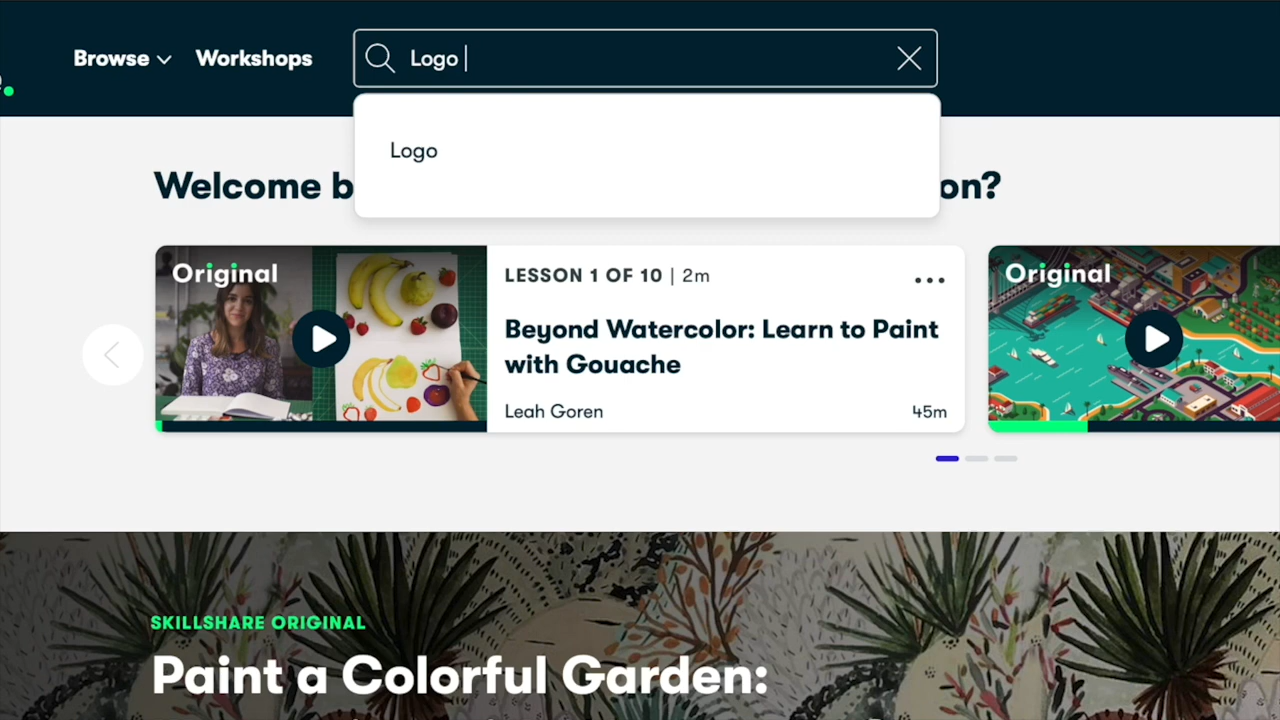 Browse Workshops Logo
Logo
Welcome b on?
Original
LESSON 1 OF 10 | 2m
Beyond Watercolor: Learn to Paint
with Gouache
Leah Goren 45m
Original
SKILLSHARE ORIGINAL
Paint a Colorful Garden: